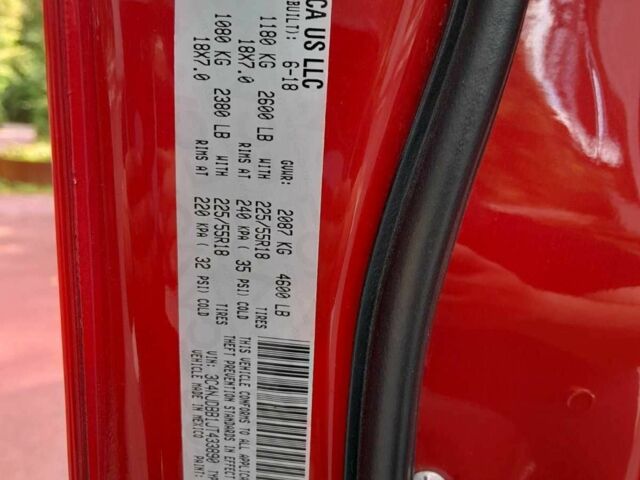 CA US LLC
(BUILT): 6-18 GVWR: 2087 KG 4600 LB
1180 KG 2600 LB 225/55R18 TIRES THIS VEHICLE CONFORMS TO ALL
18X7.0 RIMS AT 240 KPA ( 35 PSI) COLD THEFT PREVENTION STANDARDS IN EFFECT
1080 KG 2380 LB 225/55R18 TIRES VIN: 3C4NJDBB1JT433890
18X7.0 RIMS AT 220 KPA ( 32 PSI) COLD VEHICLE MADE IN MEXICO PAINT: